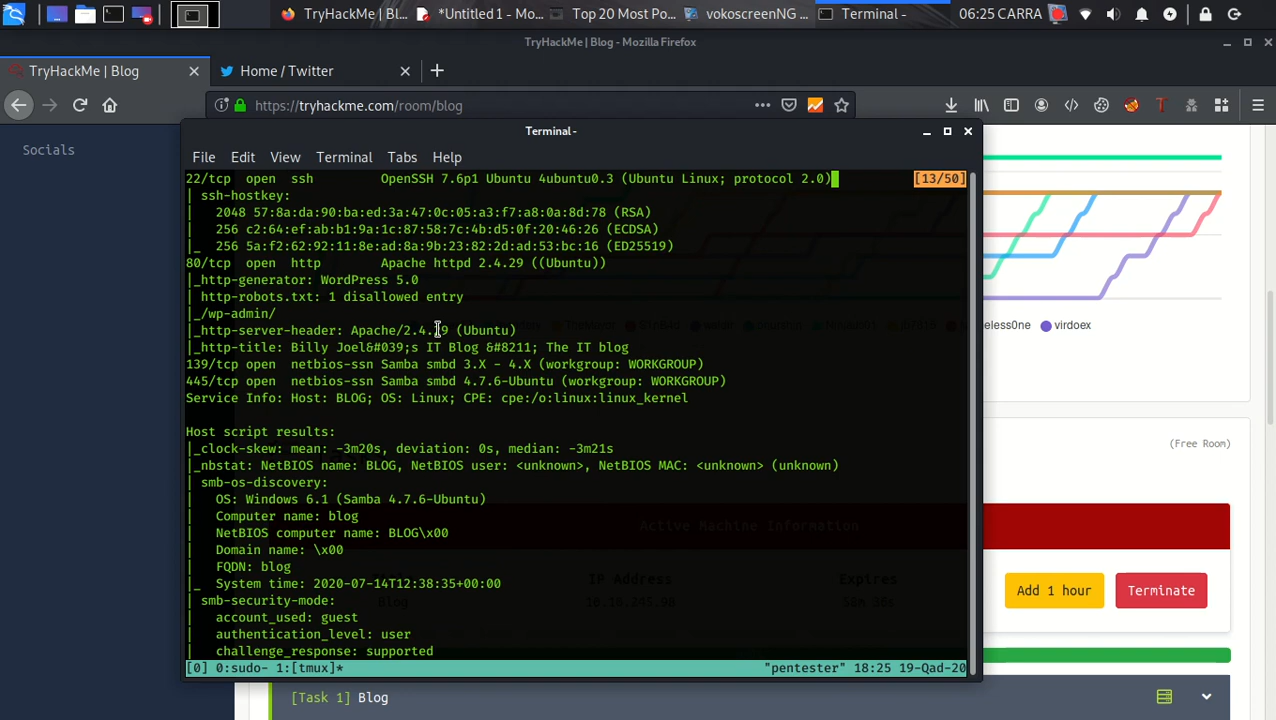 TryHackMe | Bl...
*Untitled 1 - Mo...
Top 20 Most Po...
vokoscreenNG ...
Terminal -
06:25 CARRA
TryHackMe | Blog - Mozilla Firefox
TryHackMe | Blog
Home / Twitter
https://tryhackme.com/room/blog
Socials
Terminal -
File Edit View Terminal Tabs Help
22/tcp open ssh OpenSSH 7.6p1 Ubuntu 4ubuntu0.3 (Ubuntu Linux; protocol 2.0) [13/50]
| ssh-hostkey:
| 2048 57:8a:da:90:ba:ed:3a:47:0c:05:a3:f7:a8:0a:8d:78 (RSA)
| 256 c2:64:ef:ab:b1:9a:1c:87:58:7c:4b:d5:0f:20:46:26 (ECDSA)
|_ 256 5a:f2:62:92:11:8e:ad:8a:9b:23:82:2d:ad:53:bc:16 (ED25519)
80/tcp open http Apache httpd 2.4.29 ((Ubuntu))
|_http-generator: WordPress 5.0
| http-robots.txt: 1 disallowed entry
|_/wp-admin/
|_http-server-header: Apache/2.4.29 (Ubuntu)
|_http-title: Billy Joel&#039;s IT Blog &#8211; The IT blog
139/tcp open netbios-ssn Samba smbd 3.X - 4.X (workgroup: WORKGROUP)
445/tcp open netbios-ssn Samba smbd 4.7.6-Ubuntu (workgroup: WORKGROUP)
Service Info: Host: BLOG; OS: Linux; CPE: cpe:/o:linux:linux_kernel
Host script results:
|_clock-skew: mean: -3m20s, deviation: 0s, median: -3m21s
|_nbstat: NetBIOS name: BLOG, NetBIOS user: <unknown>, NetBIOS MAC: <unknown> (unknown)
| smb-os-discovery:
| OS: Windows 6.1 (Samba 4.7.6-Ubuntu)
| Computer name: blog
| NetBIOS computer name: BLOG\x00
| Domain name: \x00
| FQDN: blog
|_ System time: 2020-07-14T12:38:35+00:00
| smb-security-mode:
| account_used: guest
| authentication_level: user
| challenge_response: supported
[0] 0:sudo- 1:[tmux]* "pentester" 18:25 19-Qad-20
eless0ne virdoex
(Free Room)
Active Machine Information
IP Address Expires
Blog
Add 1 hour Terminate
[Task 1] Blog